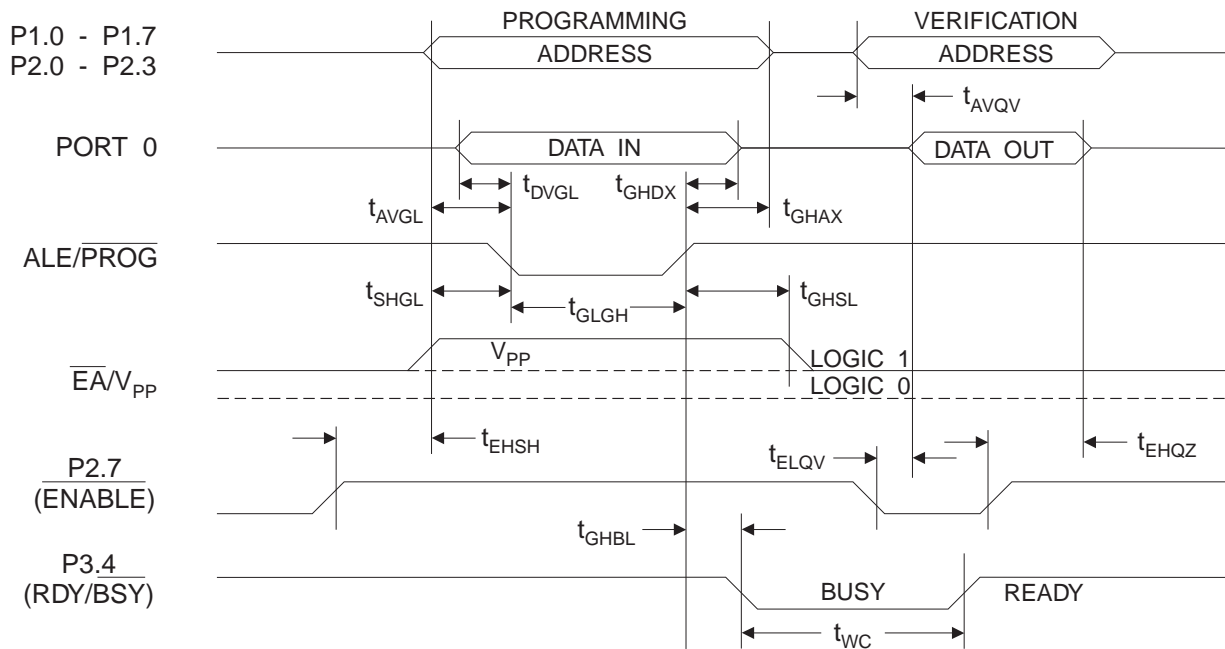 PROGRAMMING
VERIFICATION
P1.0 - P1.7
P2.0 - P2.3
ADDRESS
ADDRESS
tAVQV
PORT 0
DATA IN
DATA OUT
tDVGL
tGHDX
tAVGL
tGHAX
ALE/PROG
tSHGL
tGLGH
tGHSL
VPP
LOGIC 1
EA/VPP
LOGIC 0
tEHSH
tELQV
tEHQZ
P2.7
(ENABLE)
tGHBL
P3.4
(RDY/BSY)
BUSY
READY
tWC